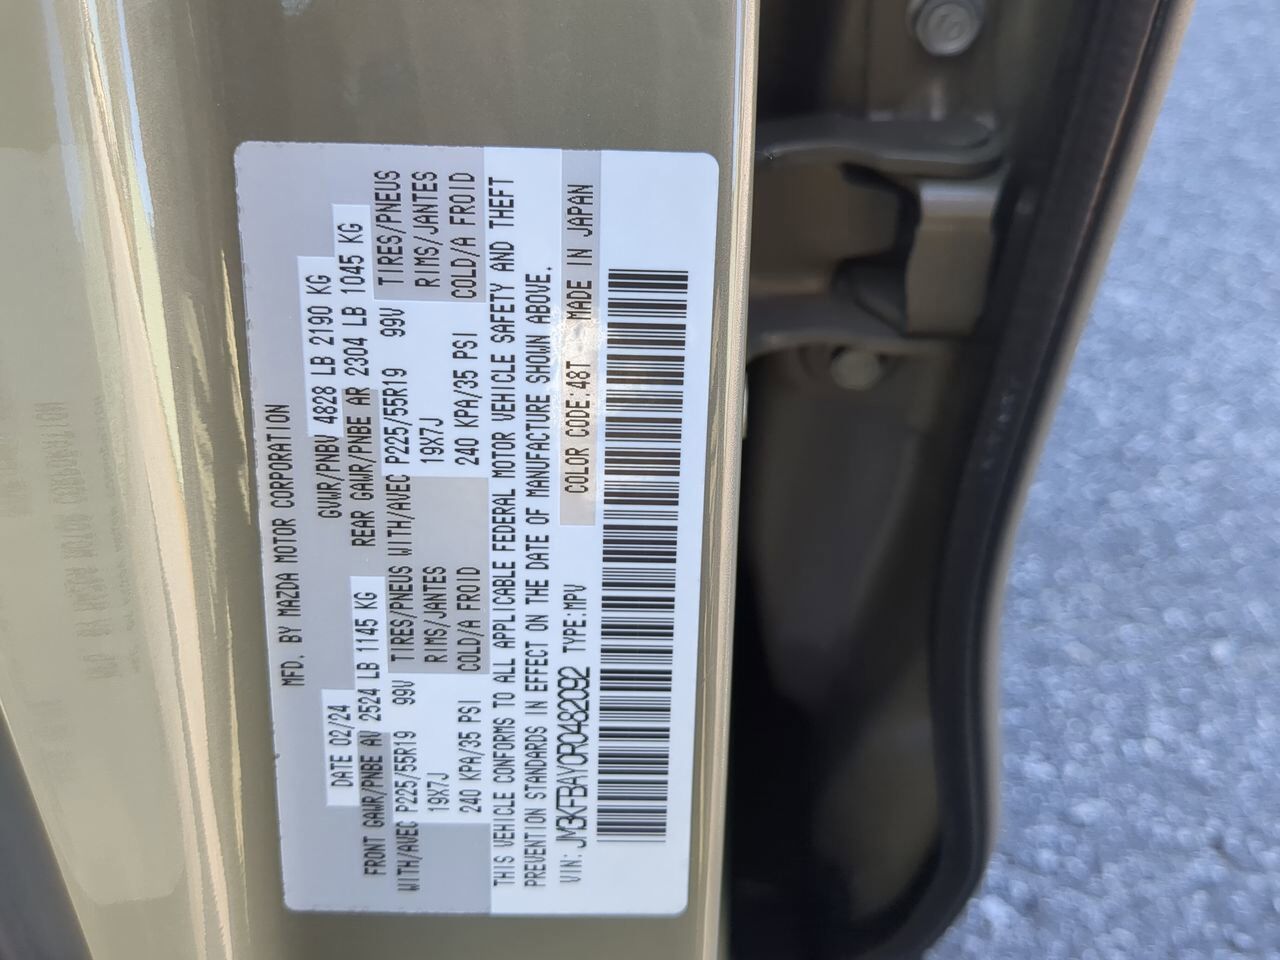 MFD. BY MAZDA MOTOR CORPORATION
DATE 02/24 GVWR/PNBV 4828 LB 2190 KG
FRONT GAWR/PNBE AV 2524 LB 1145 KG REAR GAWR/PNBE AR 2304 LB 1045 KG
WITH/AVEC P225/55R19 99V TIRES/PNEUS WITH/AVEC P225/55R19 99V TIRES/PNEUS
19X7J RIMS/JANTES 19X7J RIMS/JANTES
240 KPA/35 PSI COLD/A FROID 240 KPA/35 PSI COLD/A FROID
THIS VEHICLE CONFORMS TO ALL APPLICABLE FEDERAL MOTOR VEHICLE SAFETY AND THEFT
PREVENTION STANDARDS IN EFFECT ON THE DATE OF MANUFACTURE SHOWN ABOVE.
VIN: JM3KFBAY0R0482092 TYPE:MPV COLOR CODE:48T MADE IN JAPAN